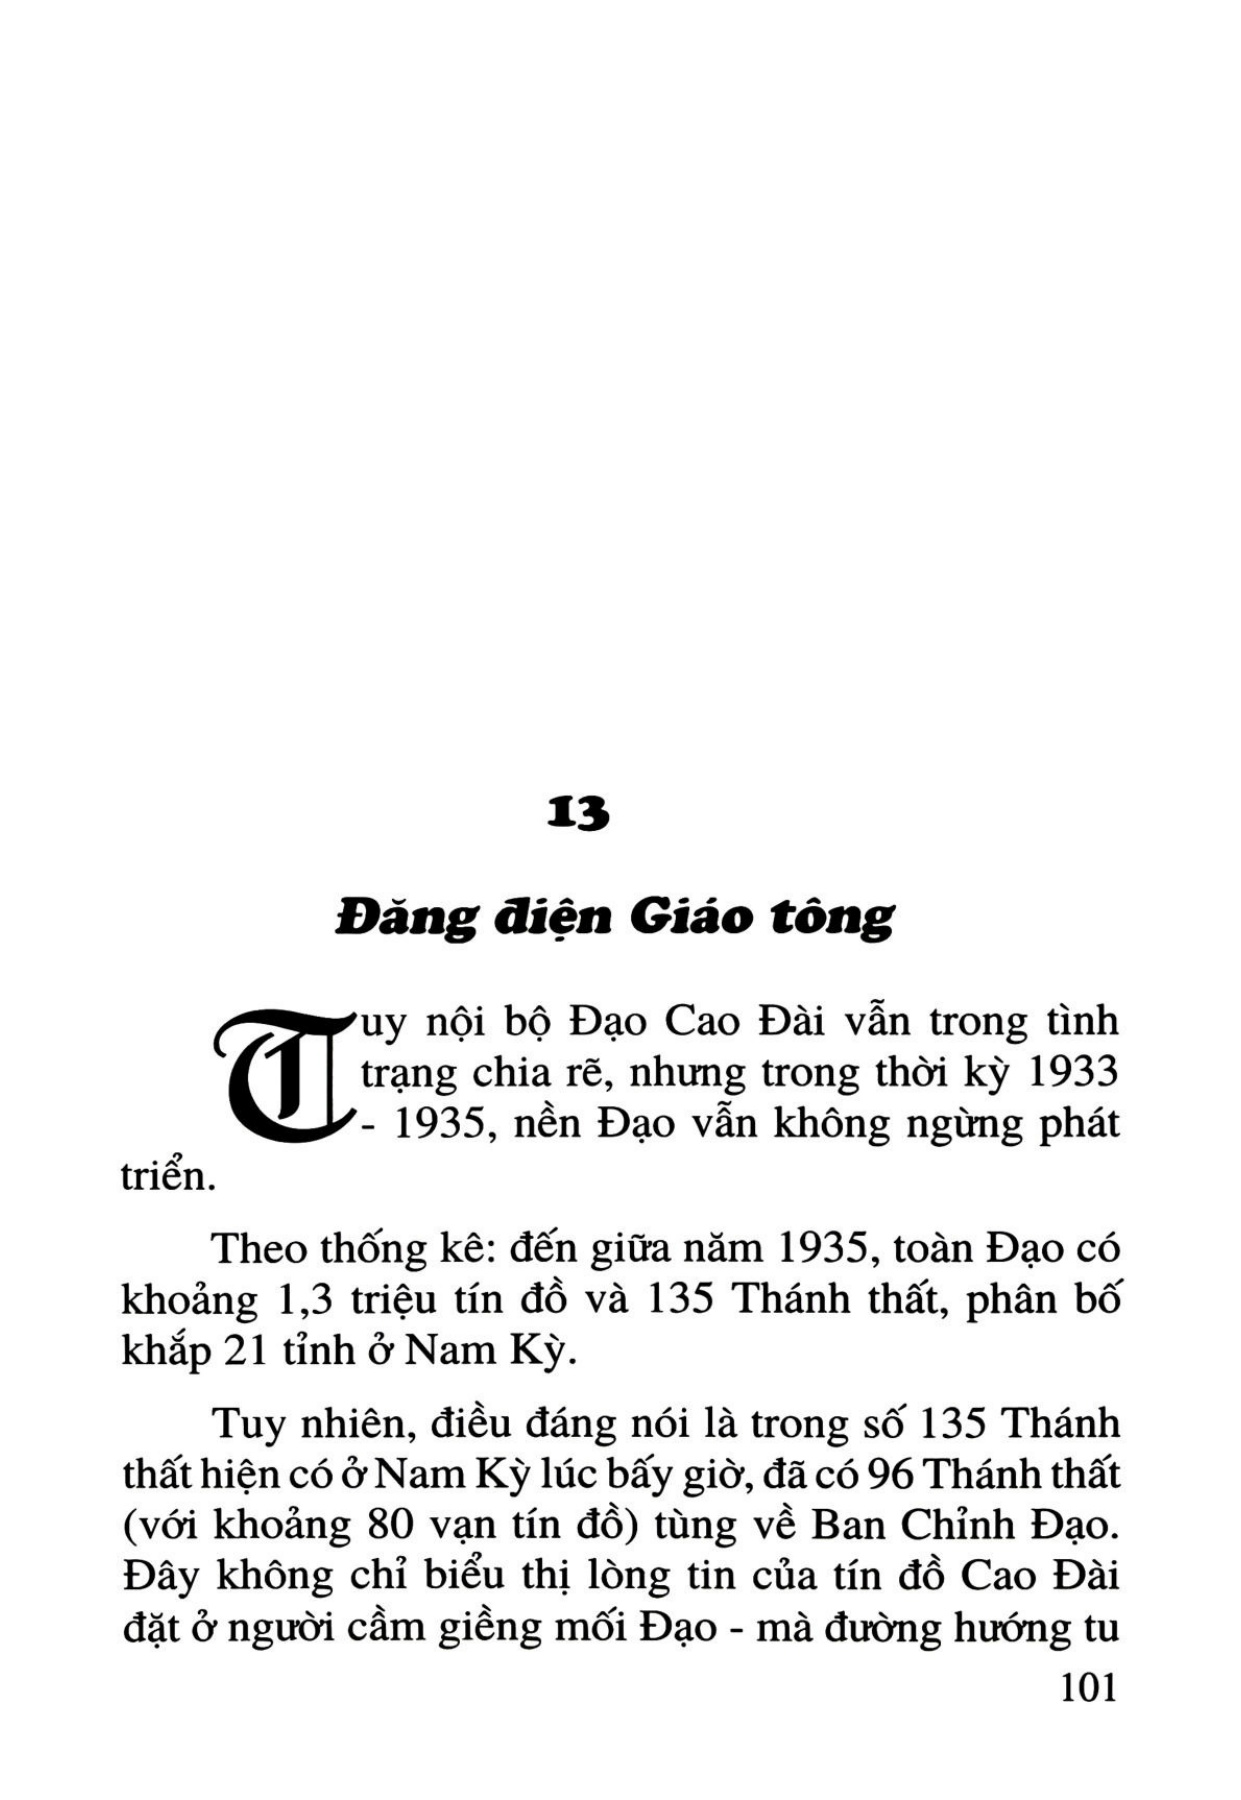 13
Đăng điện Giáo tông
Tuy nội bộ Đạo Cao Đài vẫn trong tình
trạng chia rẽ, nhưng trong thời kỳ 1933
- 1935, nền Đạo vẫn không ngừng phát
triển.
Theo thống kê: đến giữa năm 1935, toàn Đạo có
khoảng 1,3 triệu tín đồ và 135 Thánh thất, phân bố
khắp 21 tỉnh ở Nam Kỳ.
Tuy nhiên, điều đáng nói là trong số 135 Thánh
thất hiện có ở Nam Kỳ lúc bấy giờ, đã có 96 Thánh thất
(với khoảng 80 vạn tín đồ) tùng về Ban Chỉnh Đạo.
Đây không chỉ biểu thị lòng tin của tín đồ Cao Đài
đặt ở người cầm giềng mối Đạo - mà đường hướng tu
101